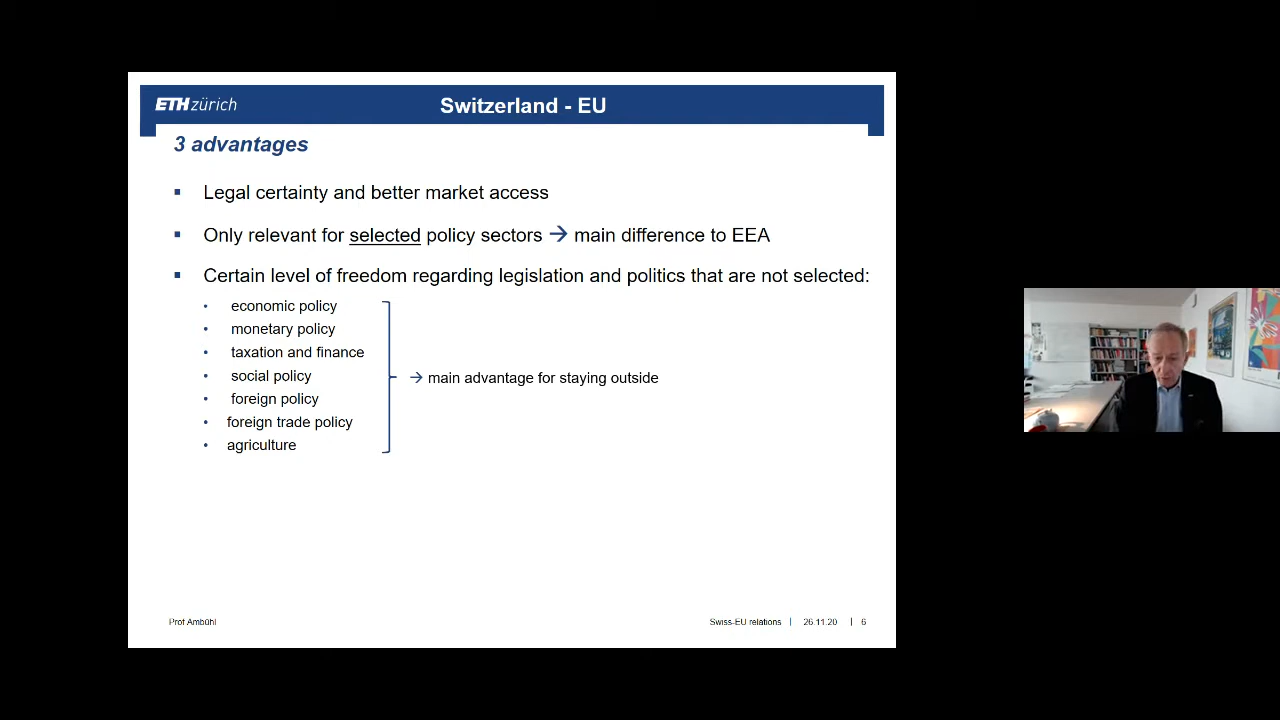 ETH zürich
Switzerland - EU
3 advantages
▪ Legal certainty and better market access
▪ Only relevant for selected policy sectors → main difference to EEA
▪ Certain level of freedom regarding legislation and politics that are not selected:
• economic policy
• monetary policy
• taxation and finance
• social policy
• foreign policy
• foreign trade policy
• agriculture
→ main advantage for staying outside
Prof Ambühl
Swiss-EU relations | 26.11.20 | 6